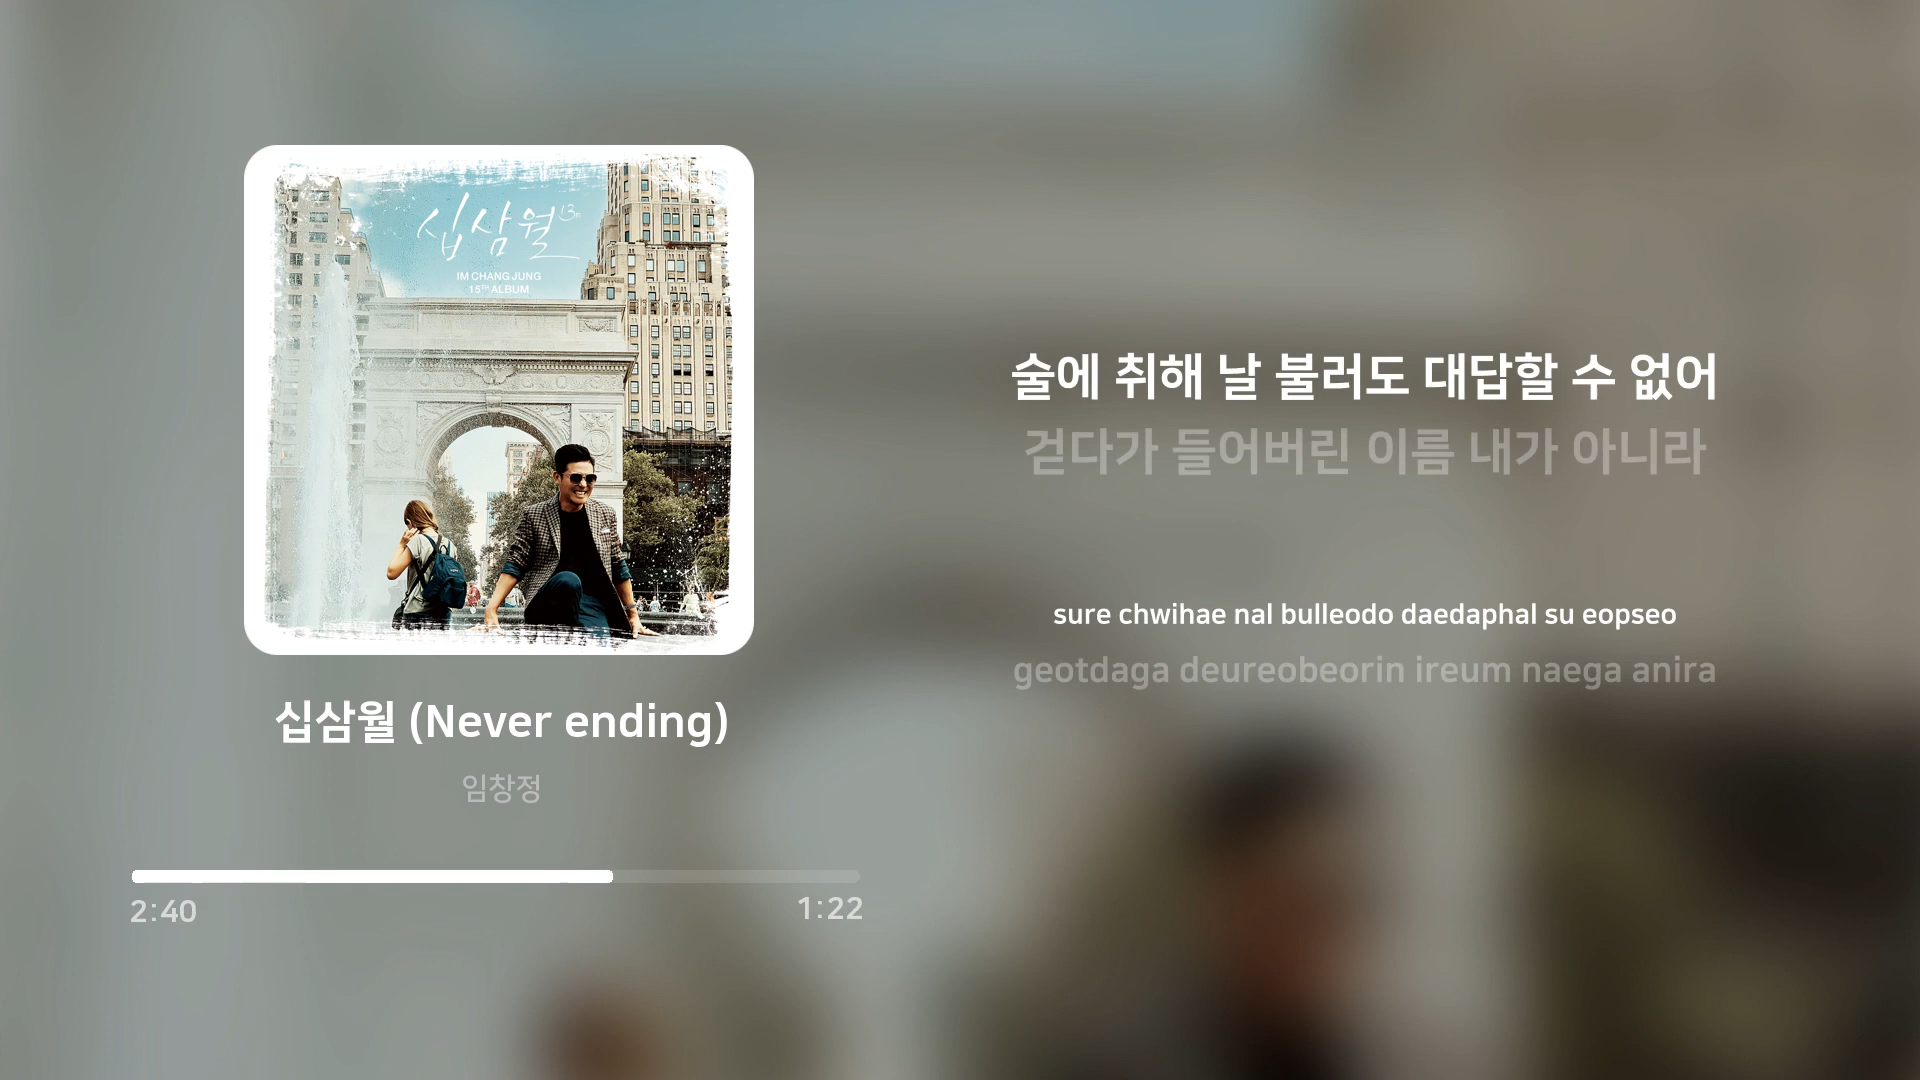 십삼월 13월
IM CHANG JUNG
15TH ALBUM
십삼월 (Never ending)
임창정
2:40
1:22
술에 취해 날 불러도 대답할 수 없어
걷다가 들어버린 이름 내가 아니라
sure chwihae nal bulleodo daedaphal su eopseo
geotdaga deureobeorin ireum naega anira